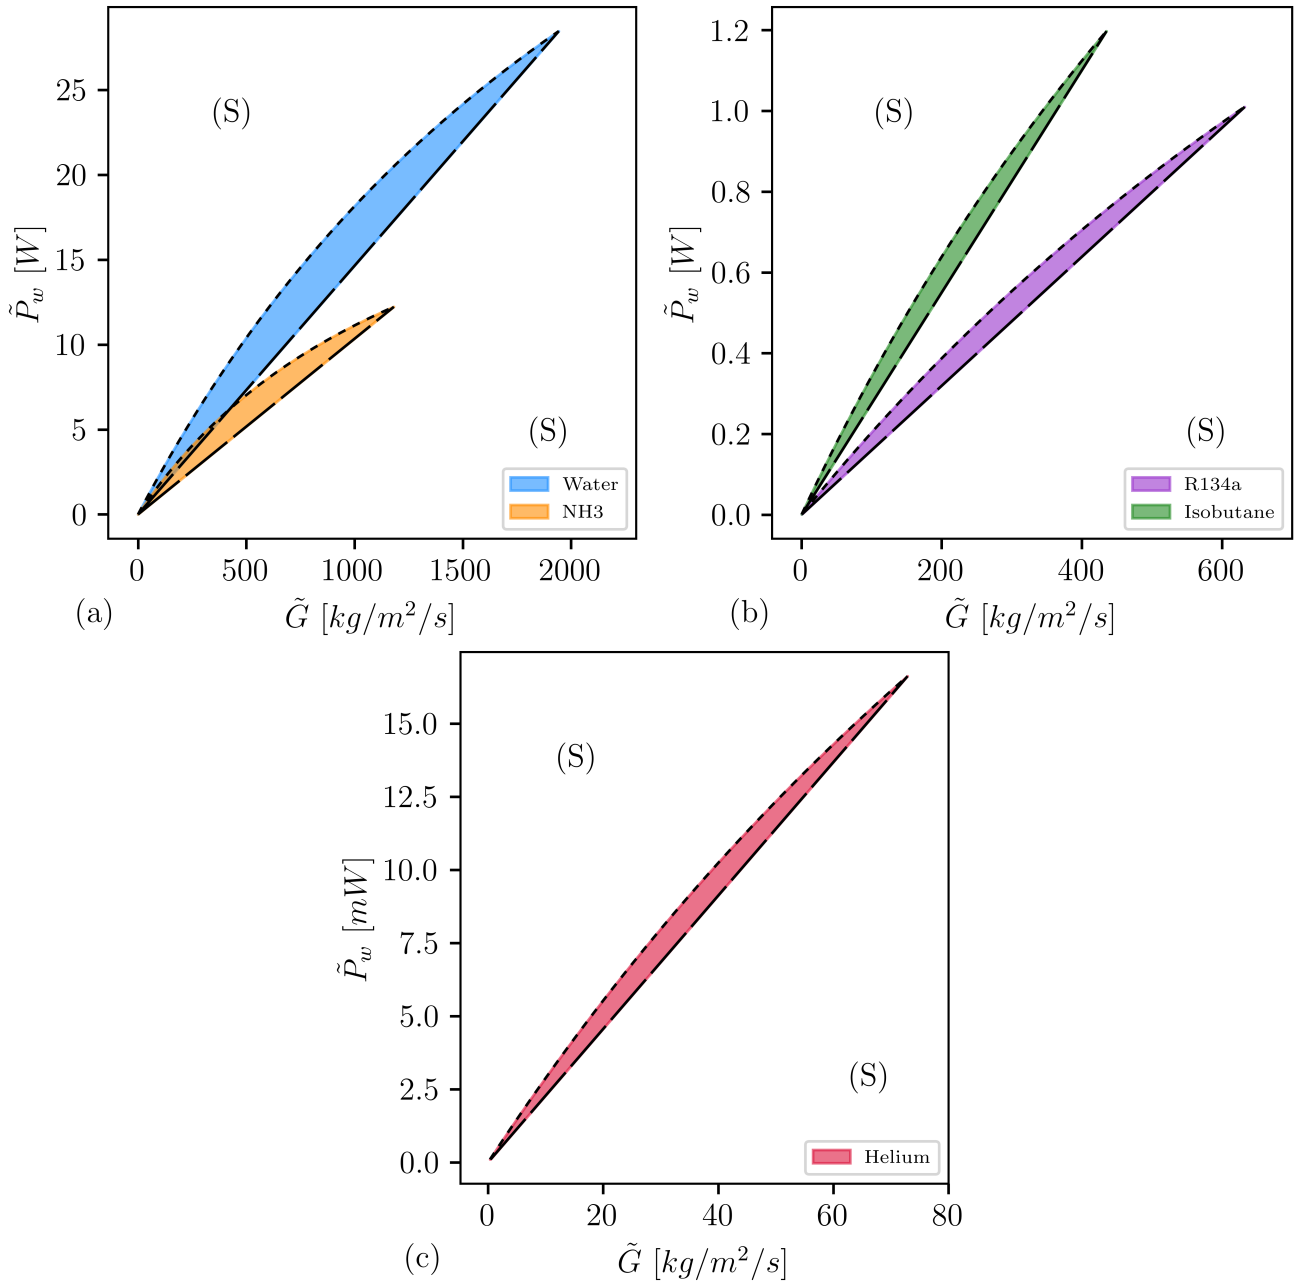 (S)
25
20
15
10
5
0
P̃_w [W]
(S)
Water
NH3
0 500 1000 1500 2000
(a) G̃ [kg/m²/s]
1.2
1.0
0.8
0.6
0.4
0.2
0.0
P̃_w [W]
(S)
(S)
R134a
Isobutane
0 200 400 600
(b) G̃ [kg/m²/s]
15.0
12.5
10.0
7.5
5.0
2.5
0.0
P̃_w [mW]
(S)
(S)
Helium
0 20 40 60 80
(c) G̃ [kg/m²/s]